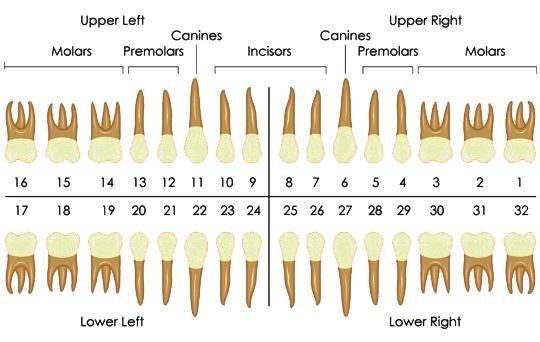 Upper Left Upper Right
Canines Canines
Molars Premolars Incisors Premolars Molars
16 15 14 13 12 11 10 9 8 7 6 5 4 3 2 1
17 18 19 20 21 22 23 24 25 26 27 28 29 30 31 32
Lower Left Lower Right